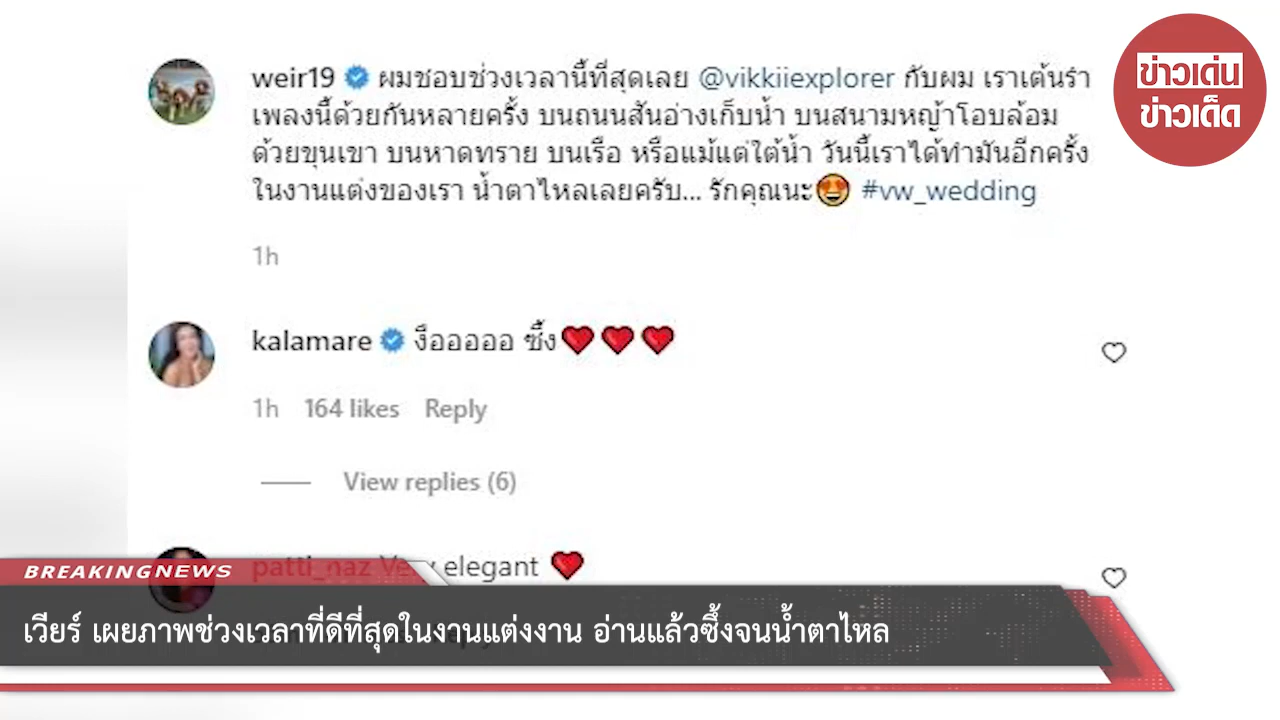 ข่าวเด่น
ข่าวเด็ด
weir19 ผมชอบช่วงเวลานี้ที่สุดเลย @vikkiiexplorer กับผม เราเต้นรำ
เพลงนี้ด้วยกันหลายครั้ง บนถนนสันอ่างเก็บน้ำ บนสนามหญ้าโอบล้อม
ด้วยขุนเขา บนหาดทราย บนเรือ หรือแม้แต่ใต้น้ำ วันนี้เราได้ทำมันอีกครั้ง
ในงานแต่งของเรา น้ำตาไหลเลยครับ... รักคุณนะ😍 #vw_wedding
1h
kalamare งืออออออ ซึ้ง❤️❤️❤️
1h 164 likes Reply
View replies (6)
patti_naz Very elegant ❤️
BREAKINGNEWS
เวียร์ เผยภาพช่วงเวลาที่ดีที่สุดในงานแต่งงาน อ่านแล้วซึ้งจนน้ำตาไหล